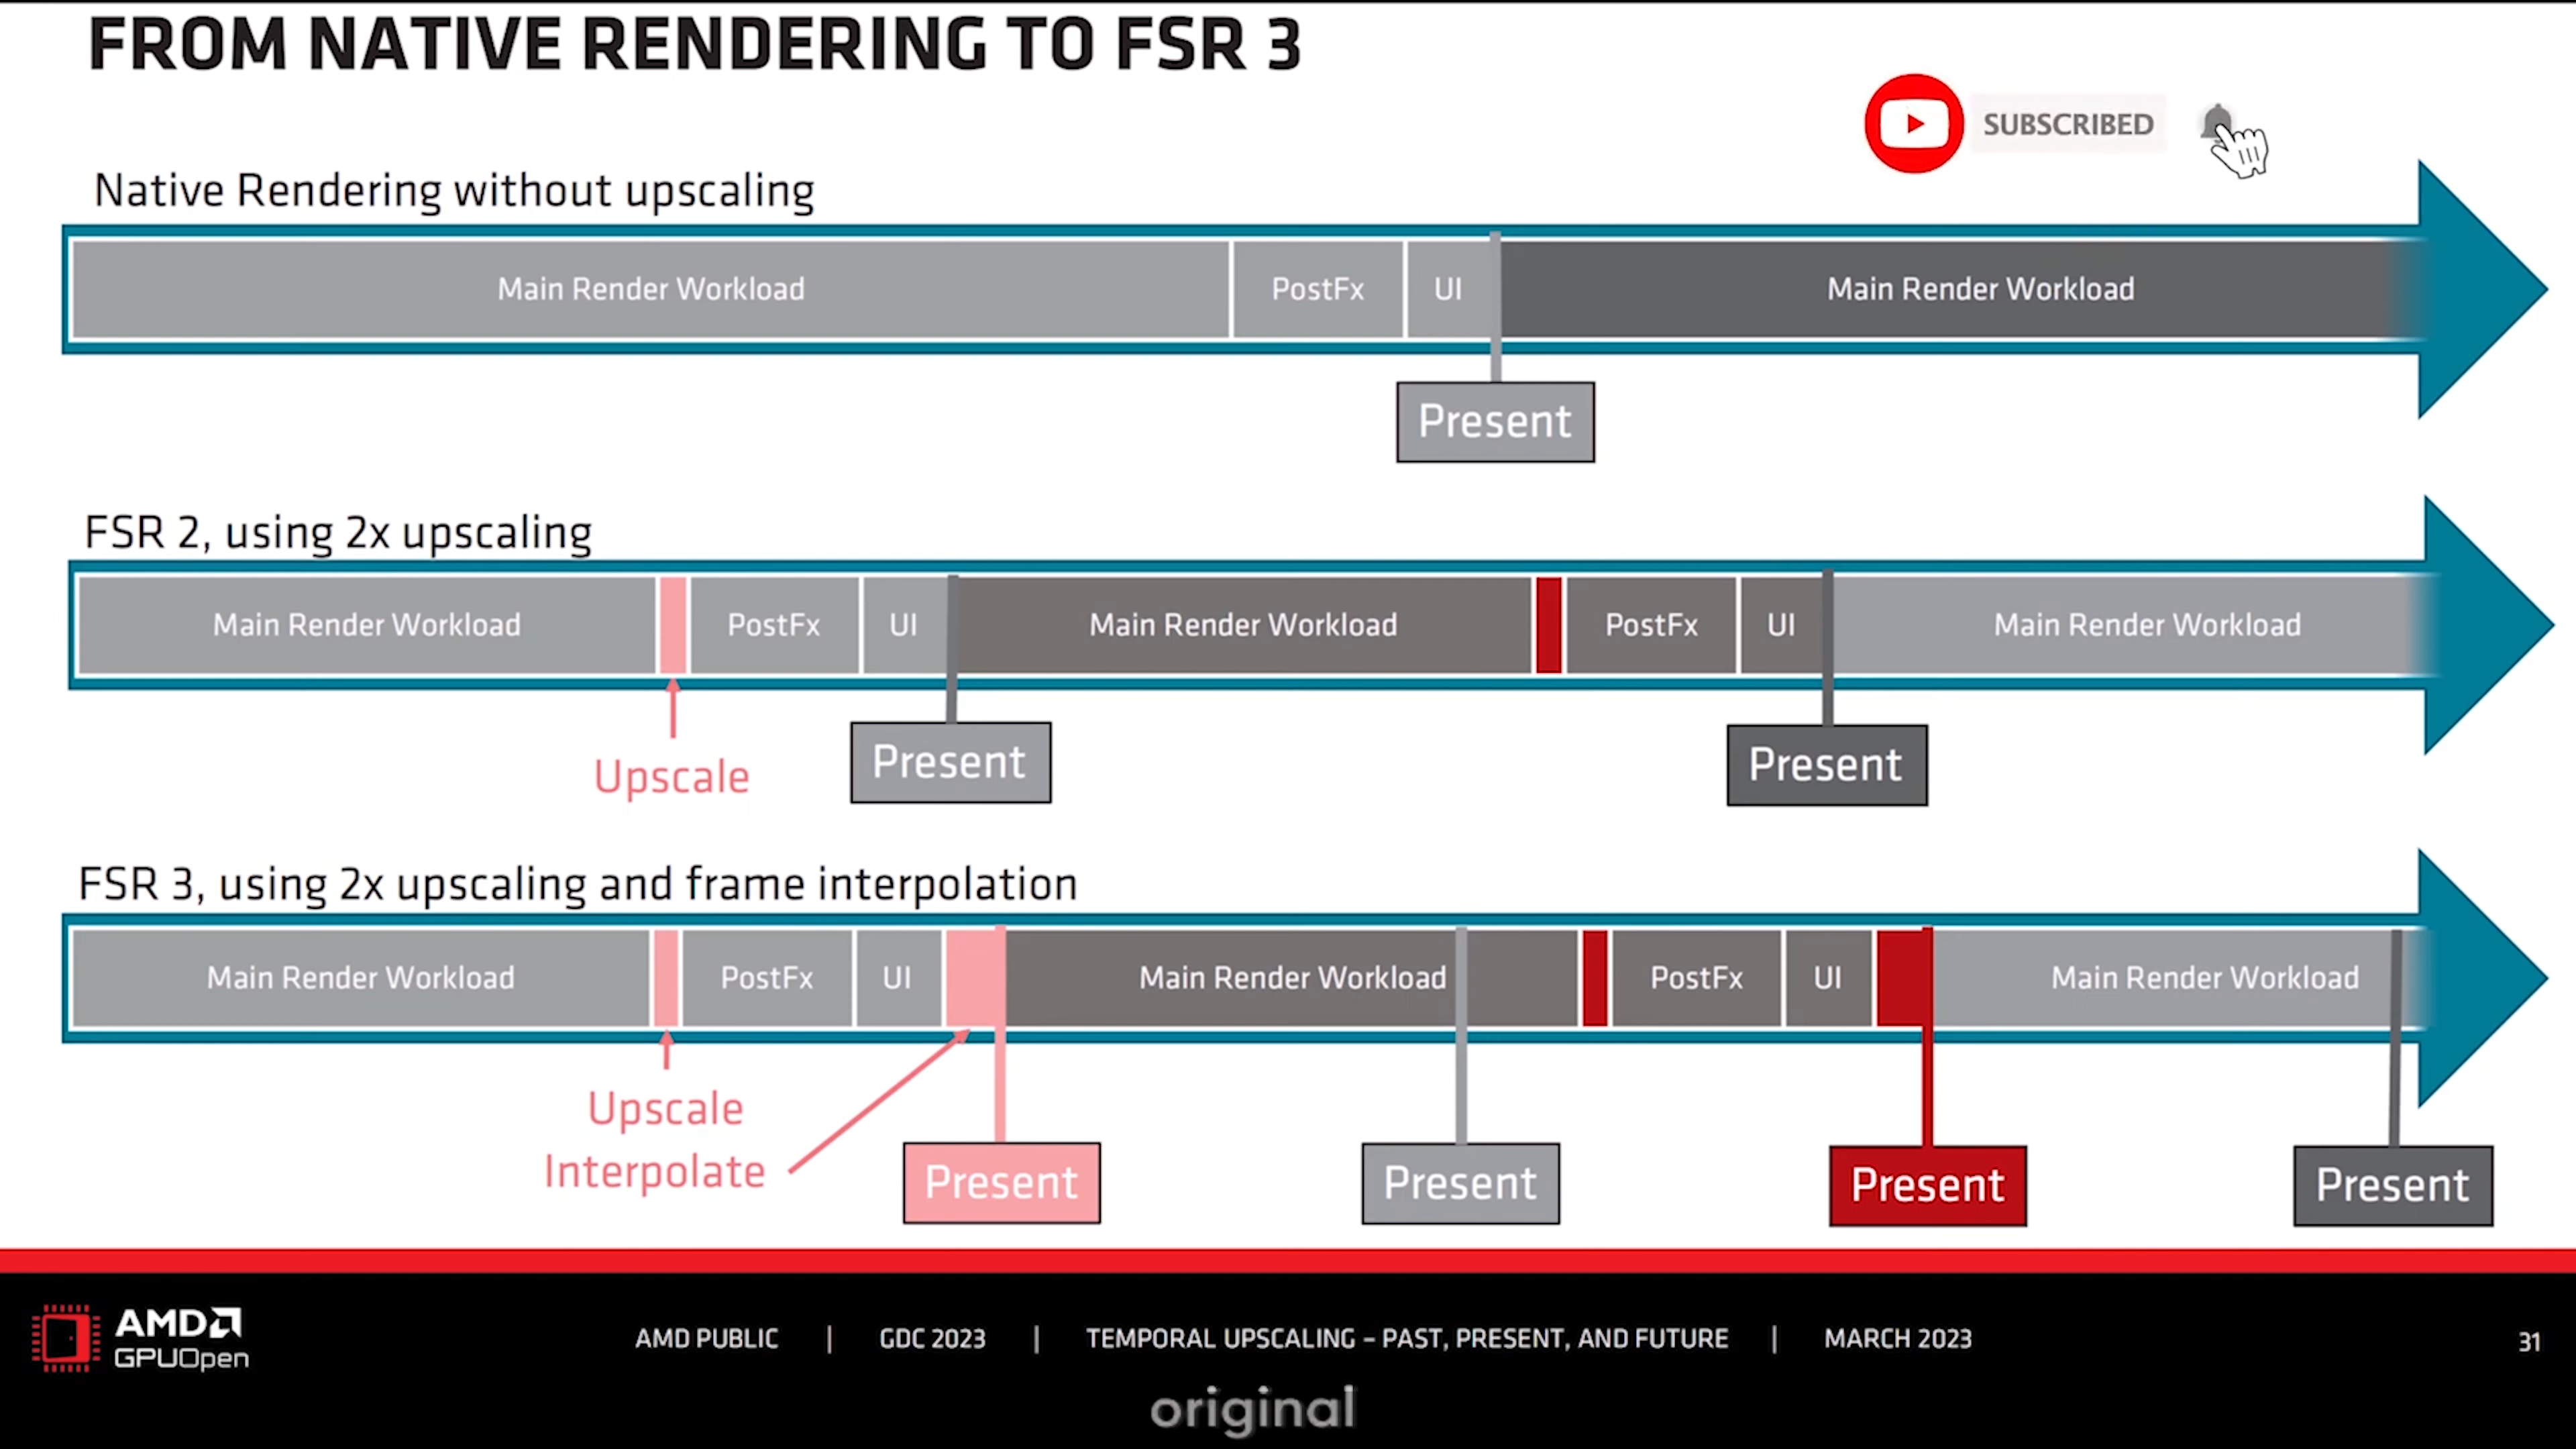 FROM NATIVE RENDERING TO FSR 3
SUBSCRIBED
Native Rendering without upscaling
Main Render Workload
PostFx
UI
Main Render Workload
Present
FSR 2, using 2x upscaling
Main Render Workload
PostFx
UI
Main Render Workload
PostFx
UI
Main Render Workload
Upscale
Present
Present
FSR 3, using 2x upscaling and frame interpolation
Main Render Workload
PostFx
UI
Main Render Workload
PostFx
UI
Main Render Workload
Upscale
Interpolate
Present
Present
Present
Present
AMD
GPUOpen
AMD PUBLIC | GDC 2023 | TEMPORAL UPSCALING – PAST, PRESENT, AND FUTURE | MARCH 2023
31
original